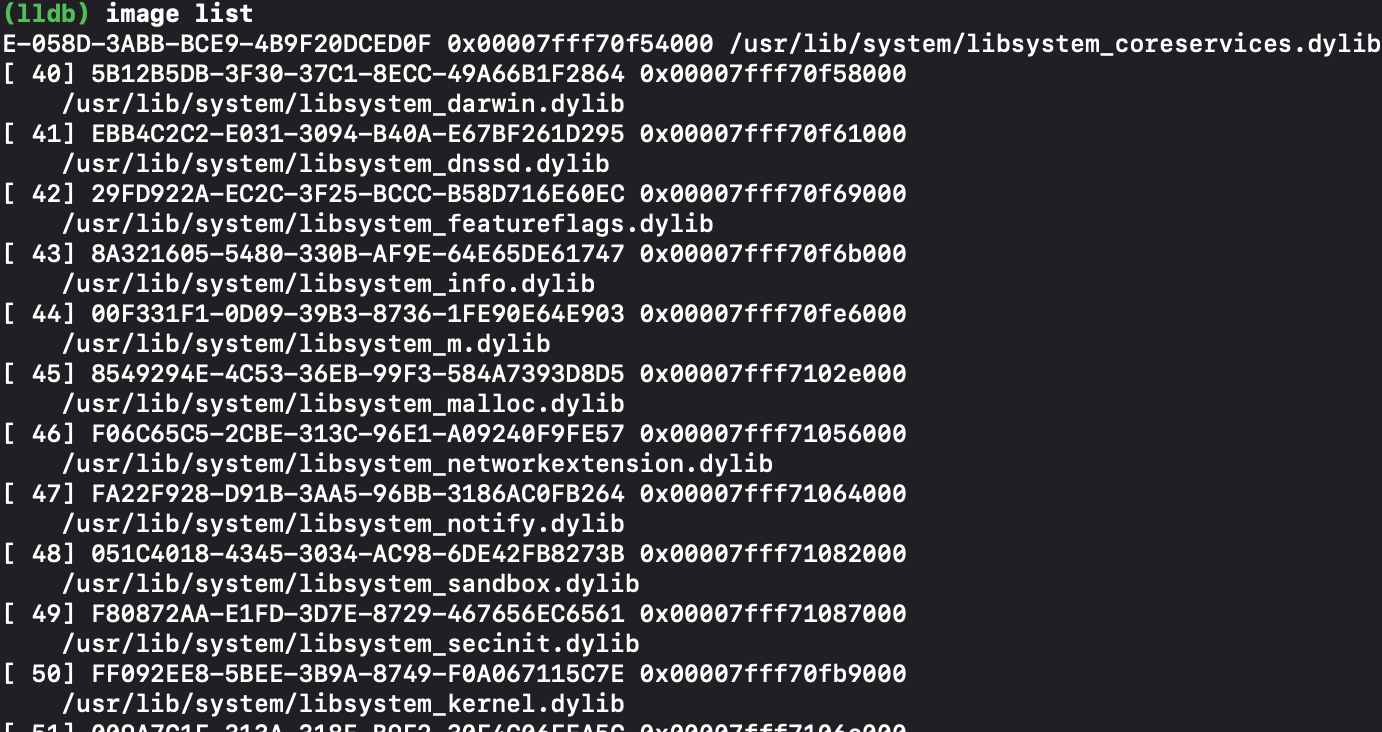 (lldb) image list
E-058D-3ABB-BCE9-4B9F20DCED0F 0x00007fff70f54000 /usr/lib/system/libsystem_coreservices.dylib
[ 40] 5B12B5DB-3F30-37C1-8ECC-49A66B1F2864 0x00007fff70f58000
/usr/lib/system/libsystem_darwin.dylib
[ 41] EBB4C2C2-E031-3094-B40A-E67BF261D295 0x00007fff70f61000
/usr/lib/system/libsystem_dnssd.dylib
[ 42] 29FD922A-EC2C-3F25-BCCC-B58D716E60EC 0x00007fff70f69000
/usr/lib/system/libsystem_featureflags.dylib
[ 43] 8A321605-5480-330B-AF9E-64E65DE61747 0x00007fff70f6b000
/usr/lib/system/libsystem_info.dylib
[ 44] 00F331F1-0D09-39B3-8736-1FE90E64E903 0x00007fff70fe6000
/usr/lib/system/libsystem_m.dylib
[ 45] 8549294E-4C53-36EB-99F3-584A7393D8D5 0x00007fff7102e000
/usr/lib/system/libsystem_malloc.dylib
[ 46] F06C65C5-2CBE-313C-96E1-A09240F9FE57 0x00007fff71056000
/usr/lib/system/libsystem_networkextension.dylib
[ 47] FA22F928-D91B-3AA5-96BB-3186AC0FB264 0x00007fff71064000
/usr/lib/system/libsystem_notify.dylib
[ 48] 051C4018-4345-3034-AC98-6DE42FB8273B 0x00007fff71082000
/usr/lib/system/libsystem_sandbox.dylib
[ 49] F80872AA-E1FD-3D7E-8729-467656EC6561 0x00007fff71087000
/usr/lib/system/libsystem_secinit.dylib
[ 50] FF092EE8-5BEE-3B9A-8749-F0A067115C7E 0x00007fff70fb9000
/usr/lib/system/libsystem_kernel.dylib